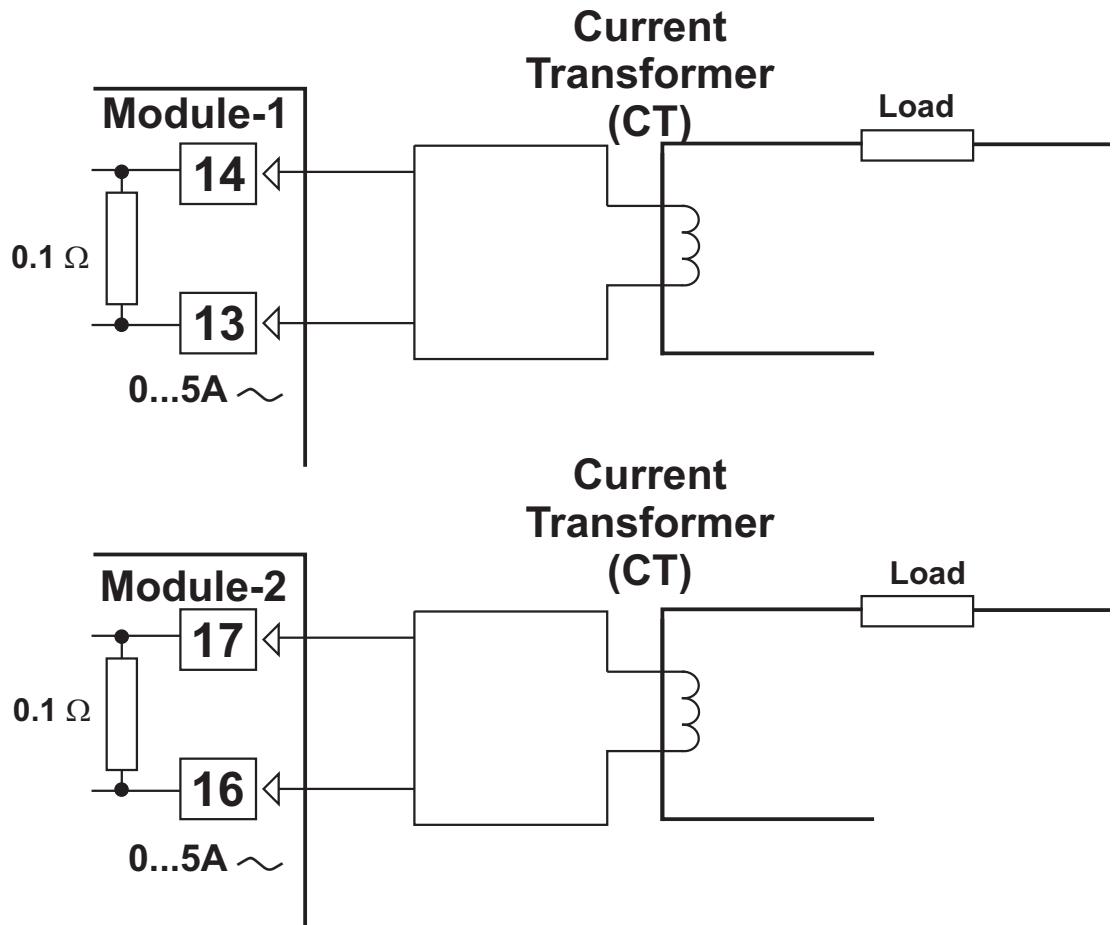 Current
Transformer
(CT)
Load
Module-1
14
0.1 Ω
13
0...5A
Current
Transformer
(CT)
Load
Module-2
17
0.1 Ω
16
0...5A